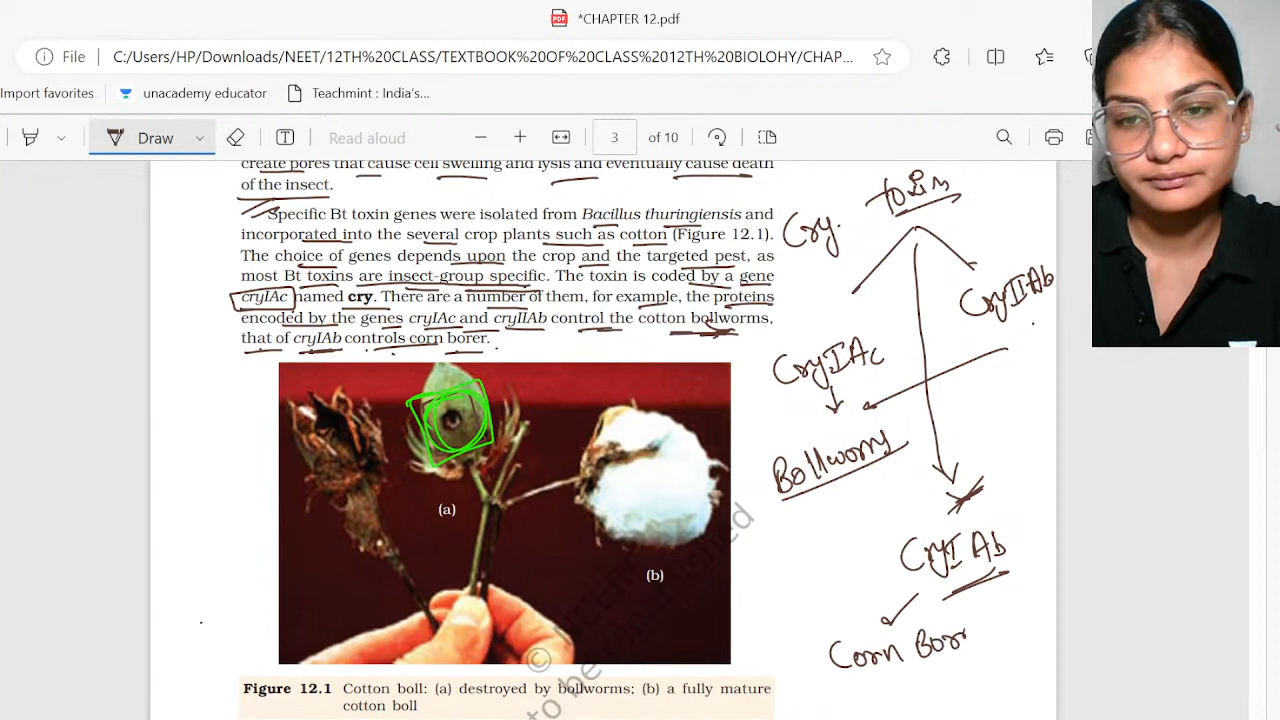 *CHAPTER 12.pdf
File C:/Users/HP/Downloads/NEET/12TH%20CLASS/TEXTBOOK%20OF%20CLASS%2012TH%20BIOLOHY/CHAP...
Import favorites unacademy educator Teachmint : India's...
Draw Read aloud 3 of 10
create pores that cause cell swelling and lysis and eventually cause death
of the insect.
Specific Bt toxin genes were isolated from Bacillus thuringiensis and
incorporated into the several crop plants such as cotton (Figure 12.1).
The choice of genes depends upon the crop and the targeted pest, as
most Bt toxins are insect-group specific. The toxin is coded by a gene
cryIAc named cry. There are a number of them, for example, the proteins
encoded by the genes cryIAc and cryIIAb control the cotton bollworms,
that of cryIAb controls corn borer.
toxin
Cry.
CryIIAb
CryIAc
Bollworm
CryIAb
Corn Bor
(a)
(b)
to be
Figure 12.1 Cotton boll: (a) destroyed by bollworms; (b) a fully mature
cotton boll